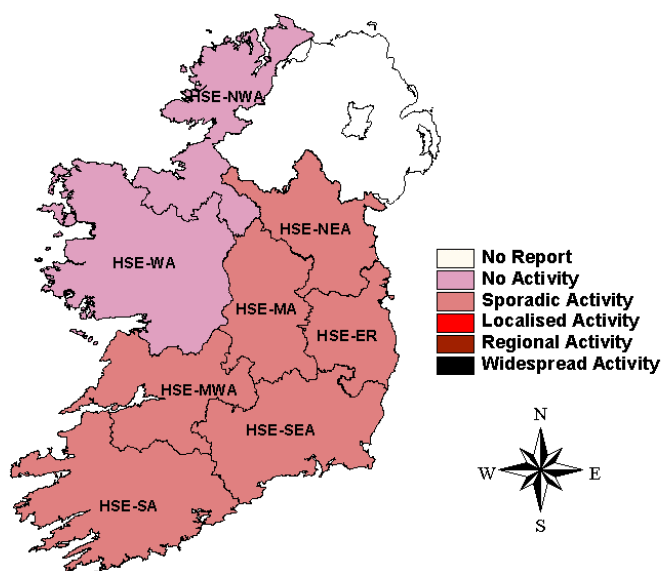 HSE-NWA
HSE-NEA
HSE-WA
HSE-MA
HSE-ER
HSE-MWA
HSE-SEA
HSE-SA
No Report
No Activity
Sporadic Activity
Localised Activity
Regional Activity
Widespread Activity
N
W E
S